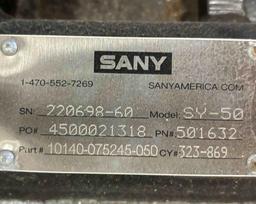 SANY
1-470-552-7269 SANYAMERICA.COM
SN: 220698-60 Model: SY-50
PO# 4500021318 PN# 501632
Part# 10140-075245-050 CY# 323-869